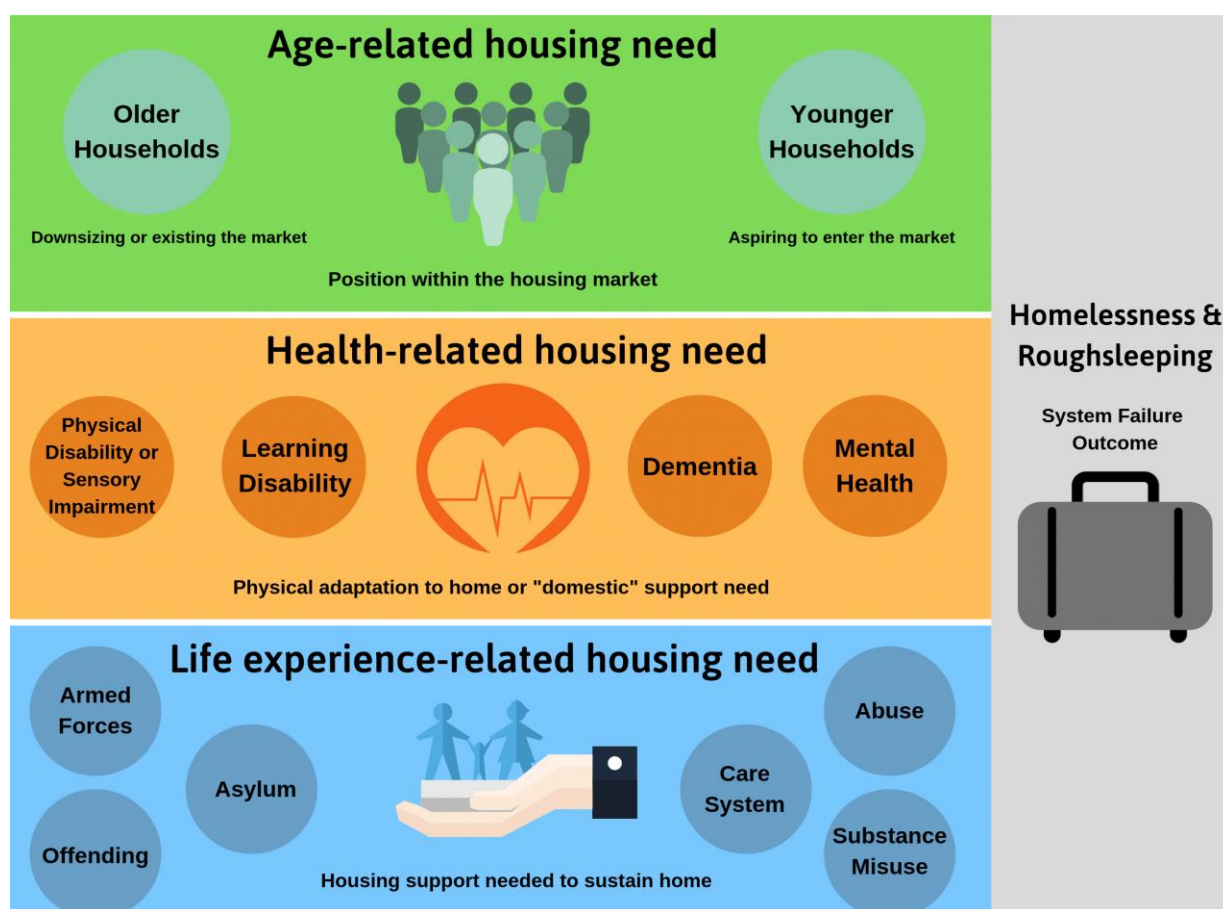 Age-related housing need
Older
Households
Younger
Households
Downsizing or existing the market
Aspiring to enter the market
Position within the housing market
Health-related housing need
Physical
Disability or
Sensory
Impairment
Learning
Disability
Dementia
Mental
Health
Physical adaptation to home or "domestic" support need
Life experience-related housing need
Armed
Forces
Asylum
Offending
Care
System
Abuse
Substance
Misuse
Housing support needed to sustain home
Homelessness &
Roughsleeping
System Failure
Outcome